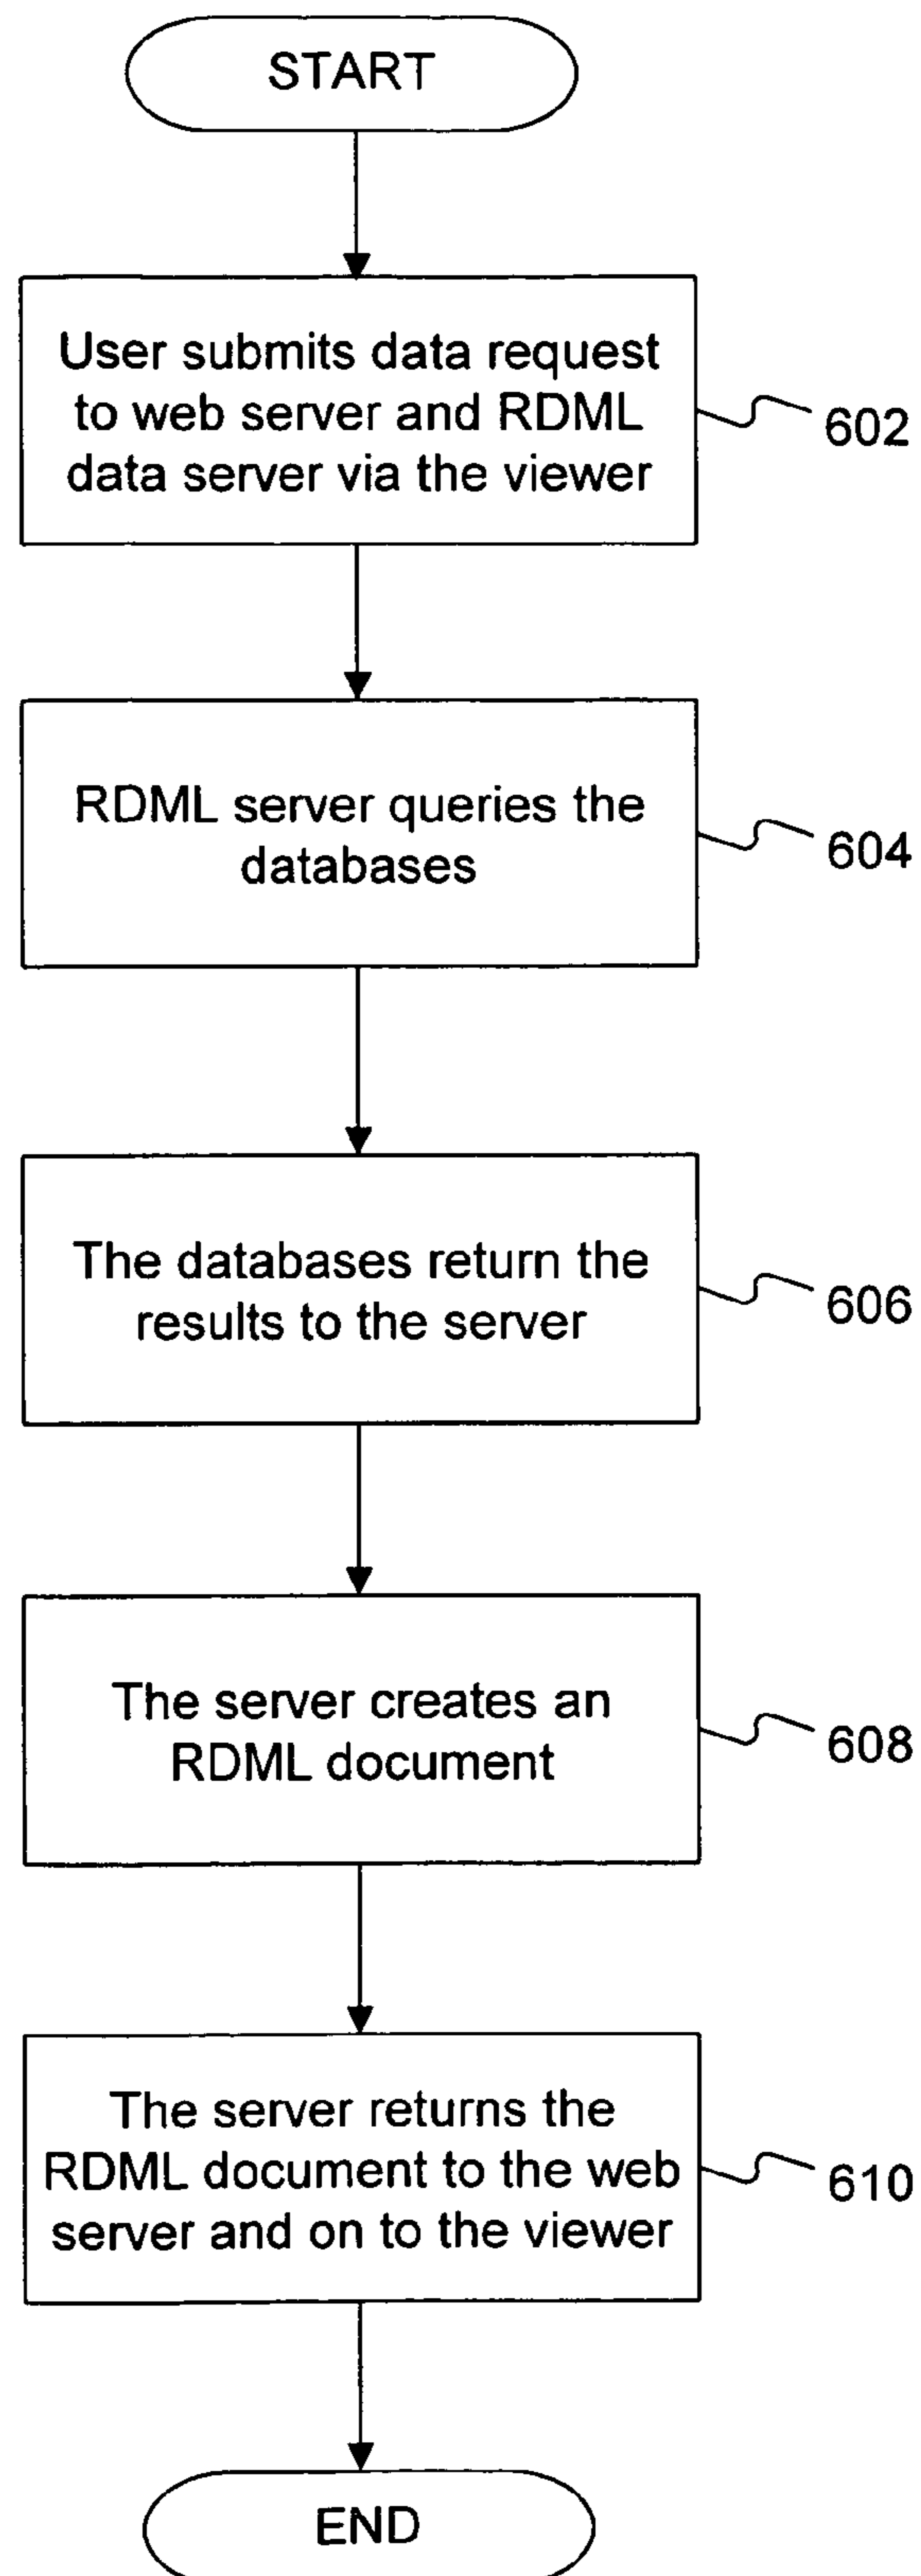 START
User submits data request
to web server and RDML
data server via the viewer
602
RDML server queries the
databases
604
The databases return the
results to the server
606
The server creates an
RDML document
608
The server returns the
RDML document to the web
server and on to the viewer
610
END